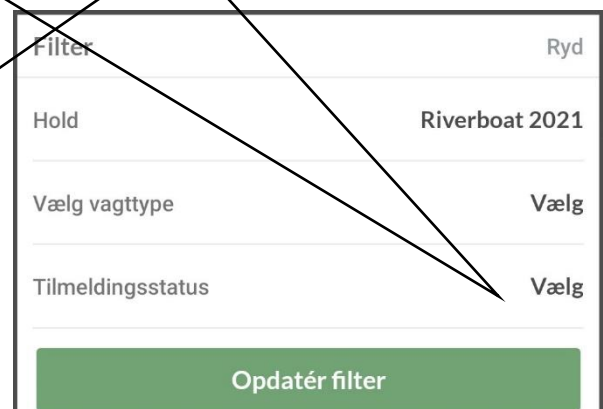 Filter Ryd
Hold Riverboat 2021
Vælg vagttype Vælg
Tilmeldingsstatus Vælg
Opdatér filter